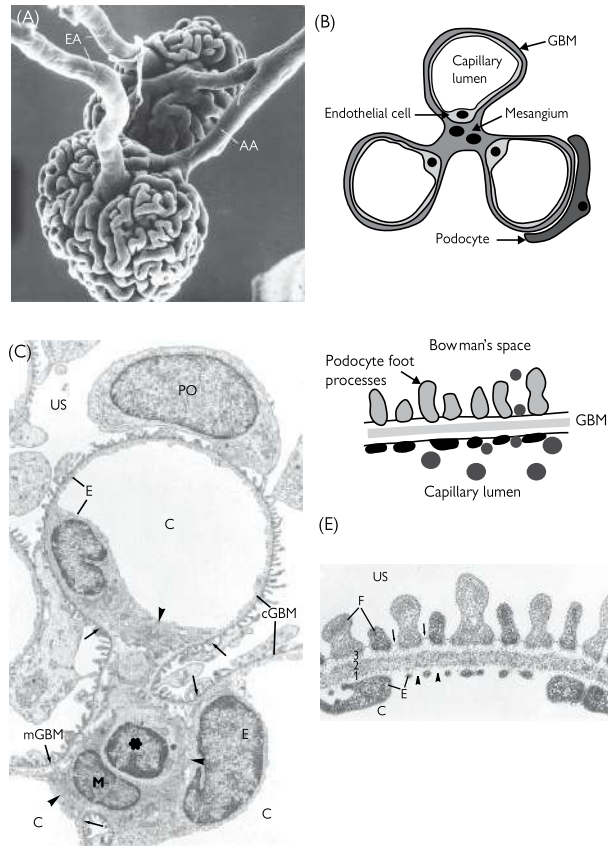 (A)
EA
AA
(B)
GBM
Capillary
lumen
Endothelial cell
Mesangium
Podocyte
(C)
PO
US
E
C
cGBM
mGBM
E
M
C
C
Bowman's space
Podocyte foot
processes
GBM
Capillary lumen
(E)
US
F
3
2
1
E
C